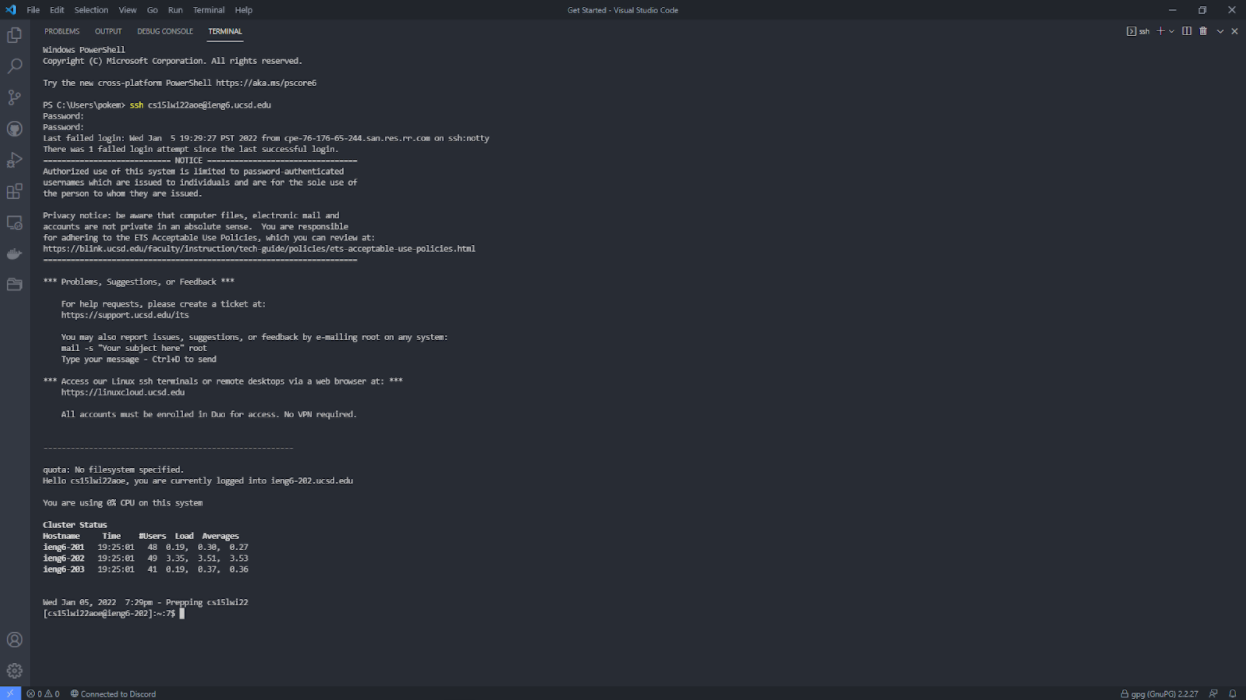 File Edit Selection View Go Run Terminal Help
Get Started - Visual Studio Code
PROBLEMS OUTPUT DEBUG CONSOLE TERMINAL
ssh
Windows PowerShell
Copyright (C) Microsoft Corporation. All rights reserved.
Try the new cross-platform PowerShell https://aka.ms/pscore6
PS C:\Users\pokem> ssh cs15lwi22aoe@ieng6.ucsd.edu
Password:
Password:
Last failed login: Wed Jan  5 19:29:27 PST 2022 from cpe-76-176-65-244.san.res.rr.com on ssh:notty
There was 1 failed login attempt since the last successful login.
---------------------------- NOTICE ---------------------------------
Authorized use of this system is limited to password-authenticated
usernames which are issued to individuals and are for the sole use of
the person to whom they are issued.
Privacy notice: be aware that computer files, electronic mail and
accounts are not private in an absolute sense.  You are responsible
for adhering to the ETS Acceptable Use Policies, which you can review at:
https://blink.ucsd.edu/faculty/instruction/tech-guide/policies/ets-acceptable-use-policies.html
---------------------------------------------------------------------
*** Problems, Suggestions, or Feedback ***
For help requests, please create a ticket at:
https://support.ucsd.edu/its
You may also report issues, suggestions, or feedback by e-mailing root on any system:
mail -s "Your subject here" root
Type your message - Ctrl+D to send
*** Access our Linux ssh terminals or remote desktops via a web browser at: ***
https://linuxcloud.ucsd.edu
All accounts must be enrolled in Duo for access. No VPN required.
-------------------------------------------------------
quota: No filesystem specified.
Hello cs15lwi22aoe, you are currently logged into ieng6-202.ucsd.edu
You are using 0% CPU on this system
Cluster Status
Hostname Time #Users Load Averages
ieng6-201 19:25:01 48 0.19, 0.30, 0.27
ieng6-202 19:25:01 49 3.35, 3.51, 3.53
ieng6-203 19:25:01 41 0.19, 0.37, 0.36
Wed Jan 05, 2022  7:29pm - Prepping cs15lwi22
[cs15lwi22aoe@ieng6-202]:~:7$
0 0 Connected to Discord
gpg (GnuPG) 2.2.27